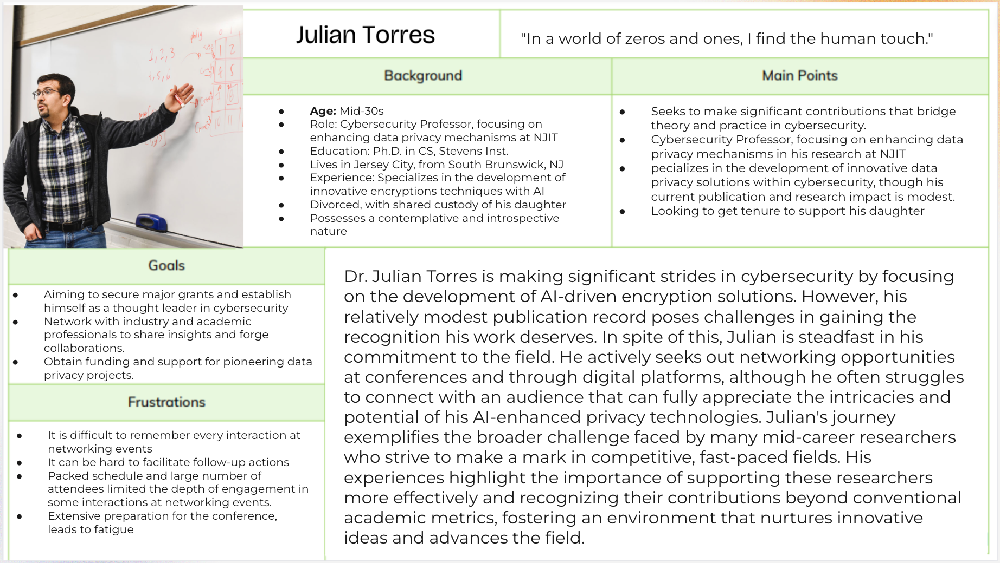 Julian Torres
"In a world of zeros and ones, I find the human touch."
philly
0 1
1, 2, 3
1 2
4, 5, 6
4 5
7 8
10 11
Background
Age: Mid-30s
Role: Cybersecurity Professor, focusing on
enhancing data privacy mechanisms at NJIT
Education: Ph.D. in CS, Stevens Inst.
Lives in Jersey City, from South Brunswick, NJ
Experience: Specializes in the development of
innovative encryptions techniques with AI
Divorced, with shared custody of his daughter
Possesses a contemplative and introspective
nature
Main Points
Seeks to make significant contributions that bridge
theory and practice in cybersecurity.
Cybersecurity Professor, focusing on enhancing data
privacy mechanisms in his research at NJIT
pecializes in the development of innovative data
privacy solutions within cybersecurity, though his
current publication and research impact is modest.
Looking to get tenure to support his daughter
Goals
Aiming to secure major grants and establish
himself as a thought leader in cybersecurity
Network with industry and academic
professionals to share insights and forge
collaborations.
Obtain funding and support for pioneering data
privacy projects.
Frustrations
It is difficult to remember every interaction at
networking events
It can be hard to facilitate follow-up actions
Packed schedule and large number of
attendees limited the depth of engagement in
some interactions at networking events.
Extensive preparation for the conference,
leads to fatigue
Dr. Julian Torres is making significant strides in cybersecurity by focusing
on the development of AI-driven encryption solutions. However, his
relatively modest publication record poses challenges in gaining the
recognition his work deserves. In spite of this, Julian is steadfast in his
commitment to the field. He actively seeks out networking opportunities
at conferences and through digital platforms, although he often struggles
to connect with an audience that can fully appreciate the intricacies and
potential of his AI-enhanced privacy technologies. Julian's journey
exemplifies the broader challenge faced by many mid-career researchers
who strive to make a mark in competitive, fast-paced fields. His
experiences highlight the importance of supporting these researchers
more effectively and recognizing their contributions beyond conventional
academic metrics, fostering an environment that nurtures innovative
ideas and advances the field.